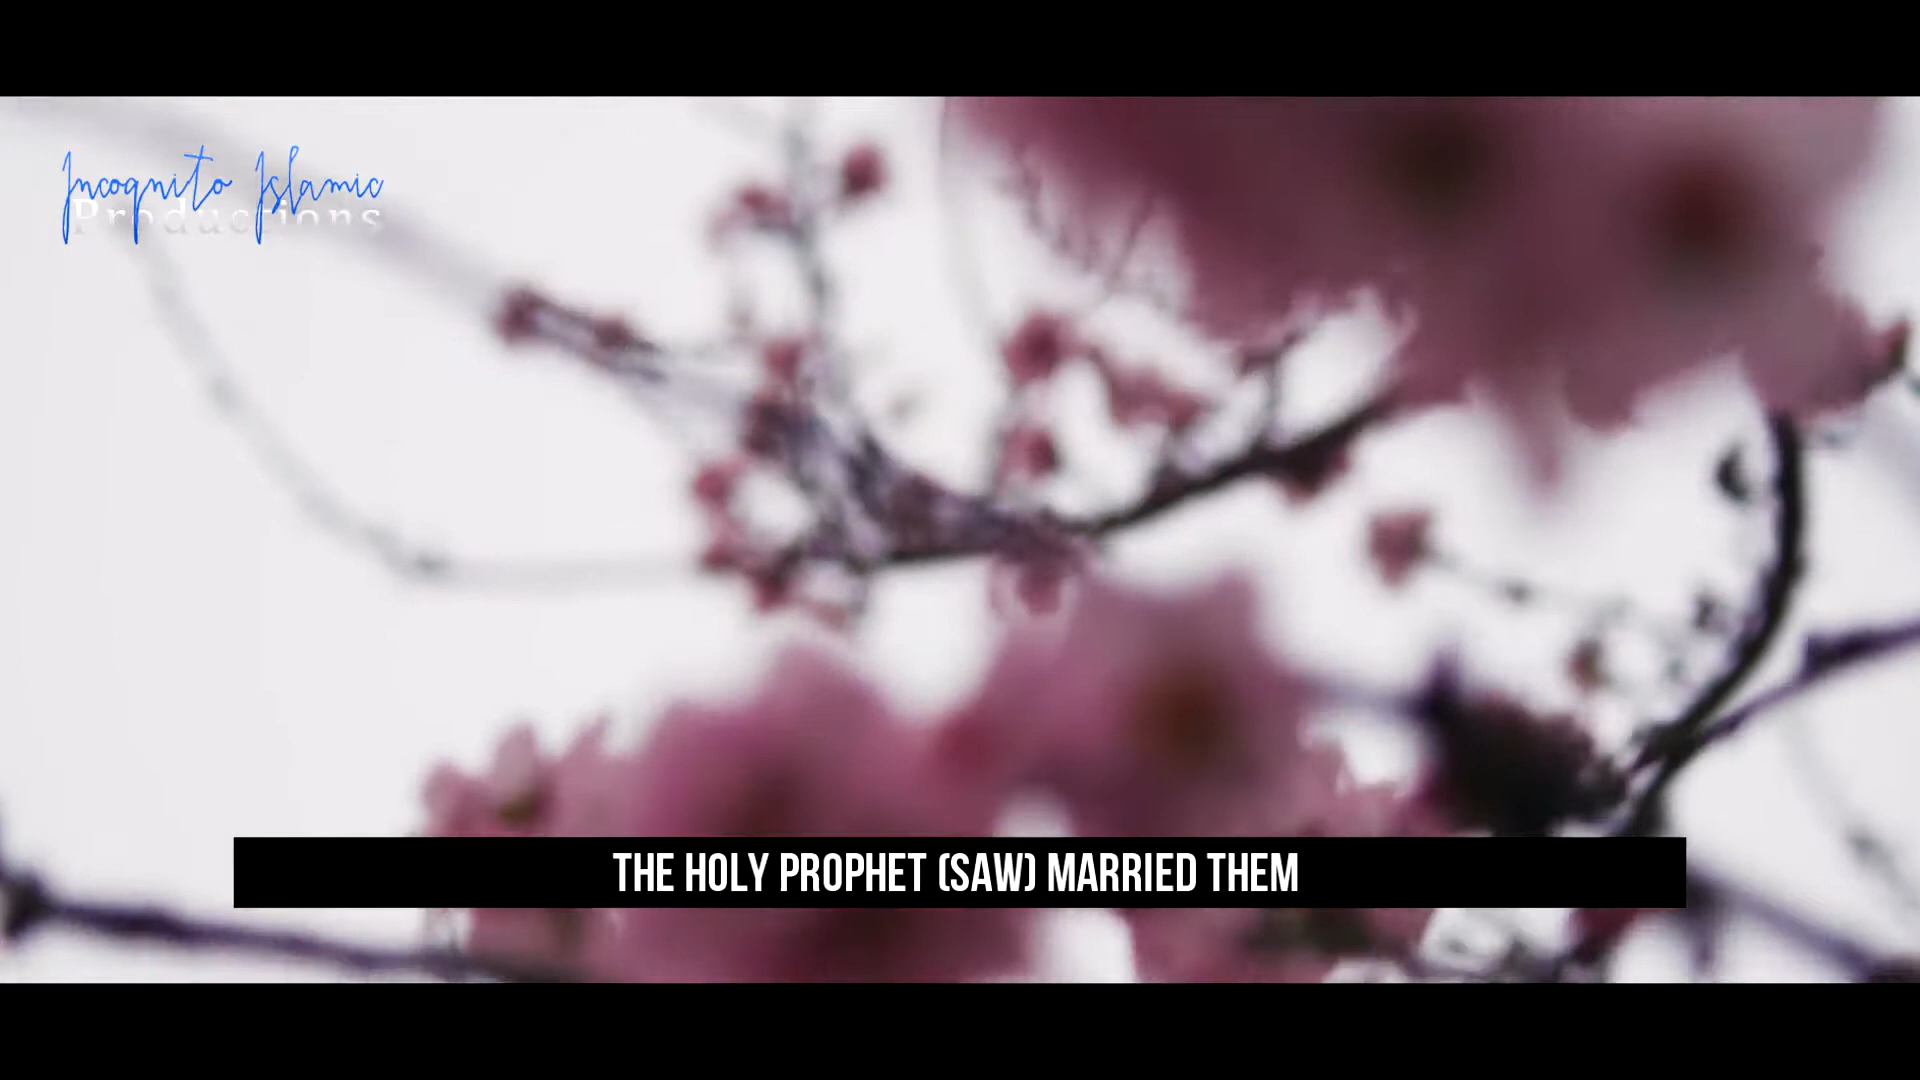 Incognito Islamic
Productions
THE HOLY PROPHET (SAW) MARRIED THEM